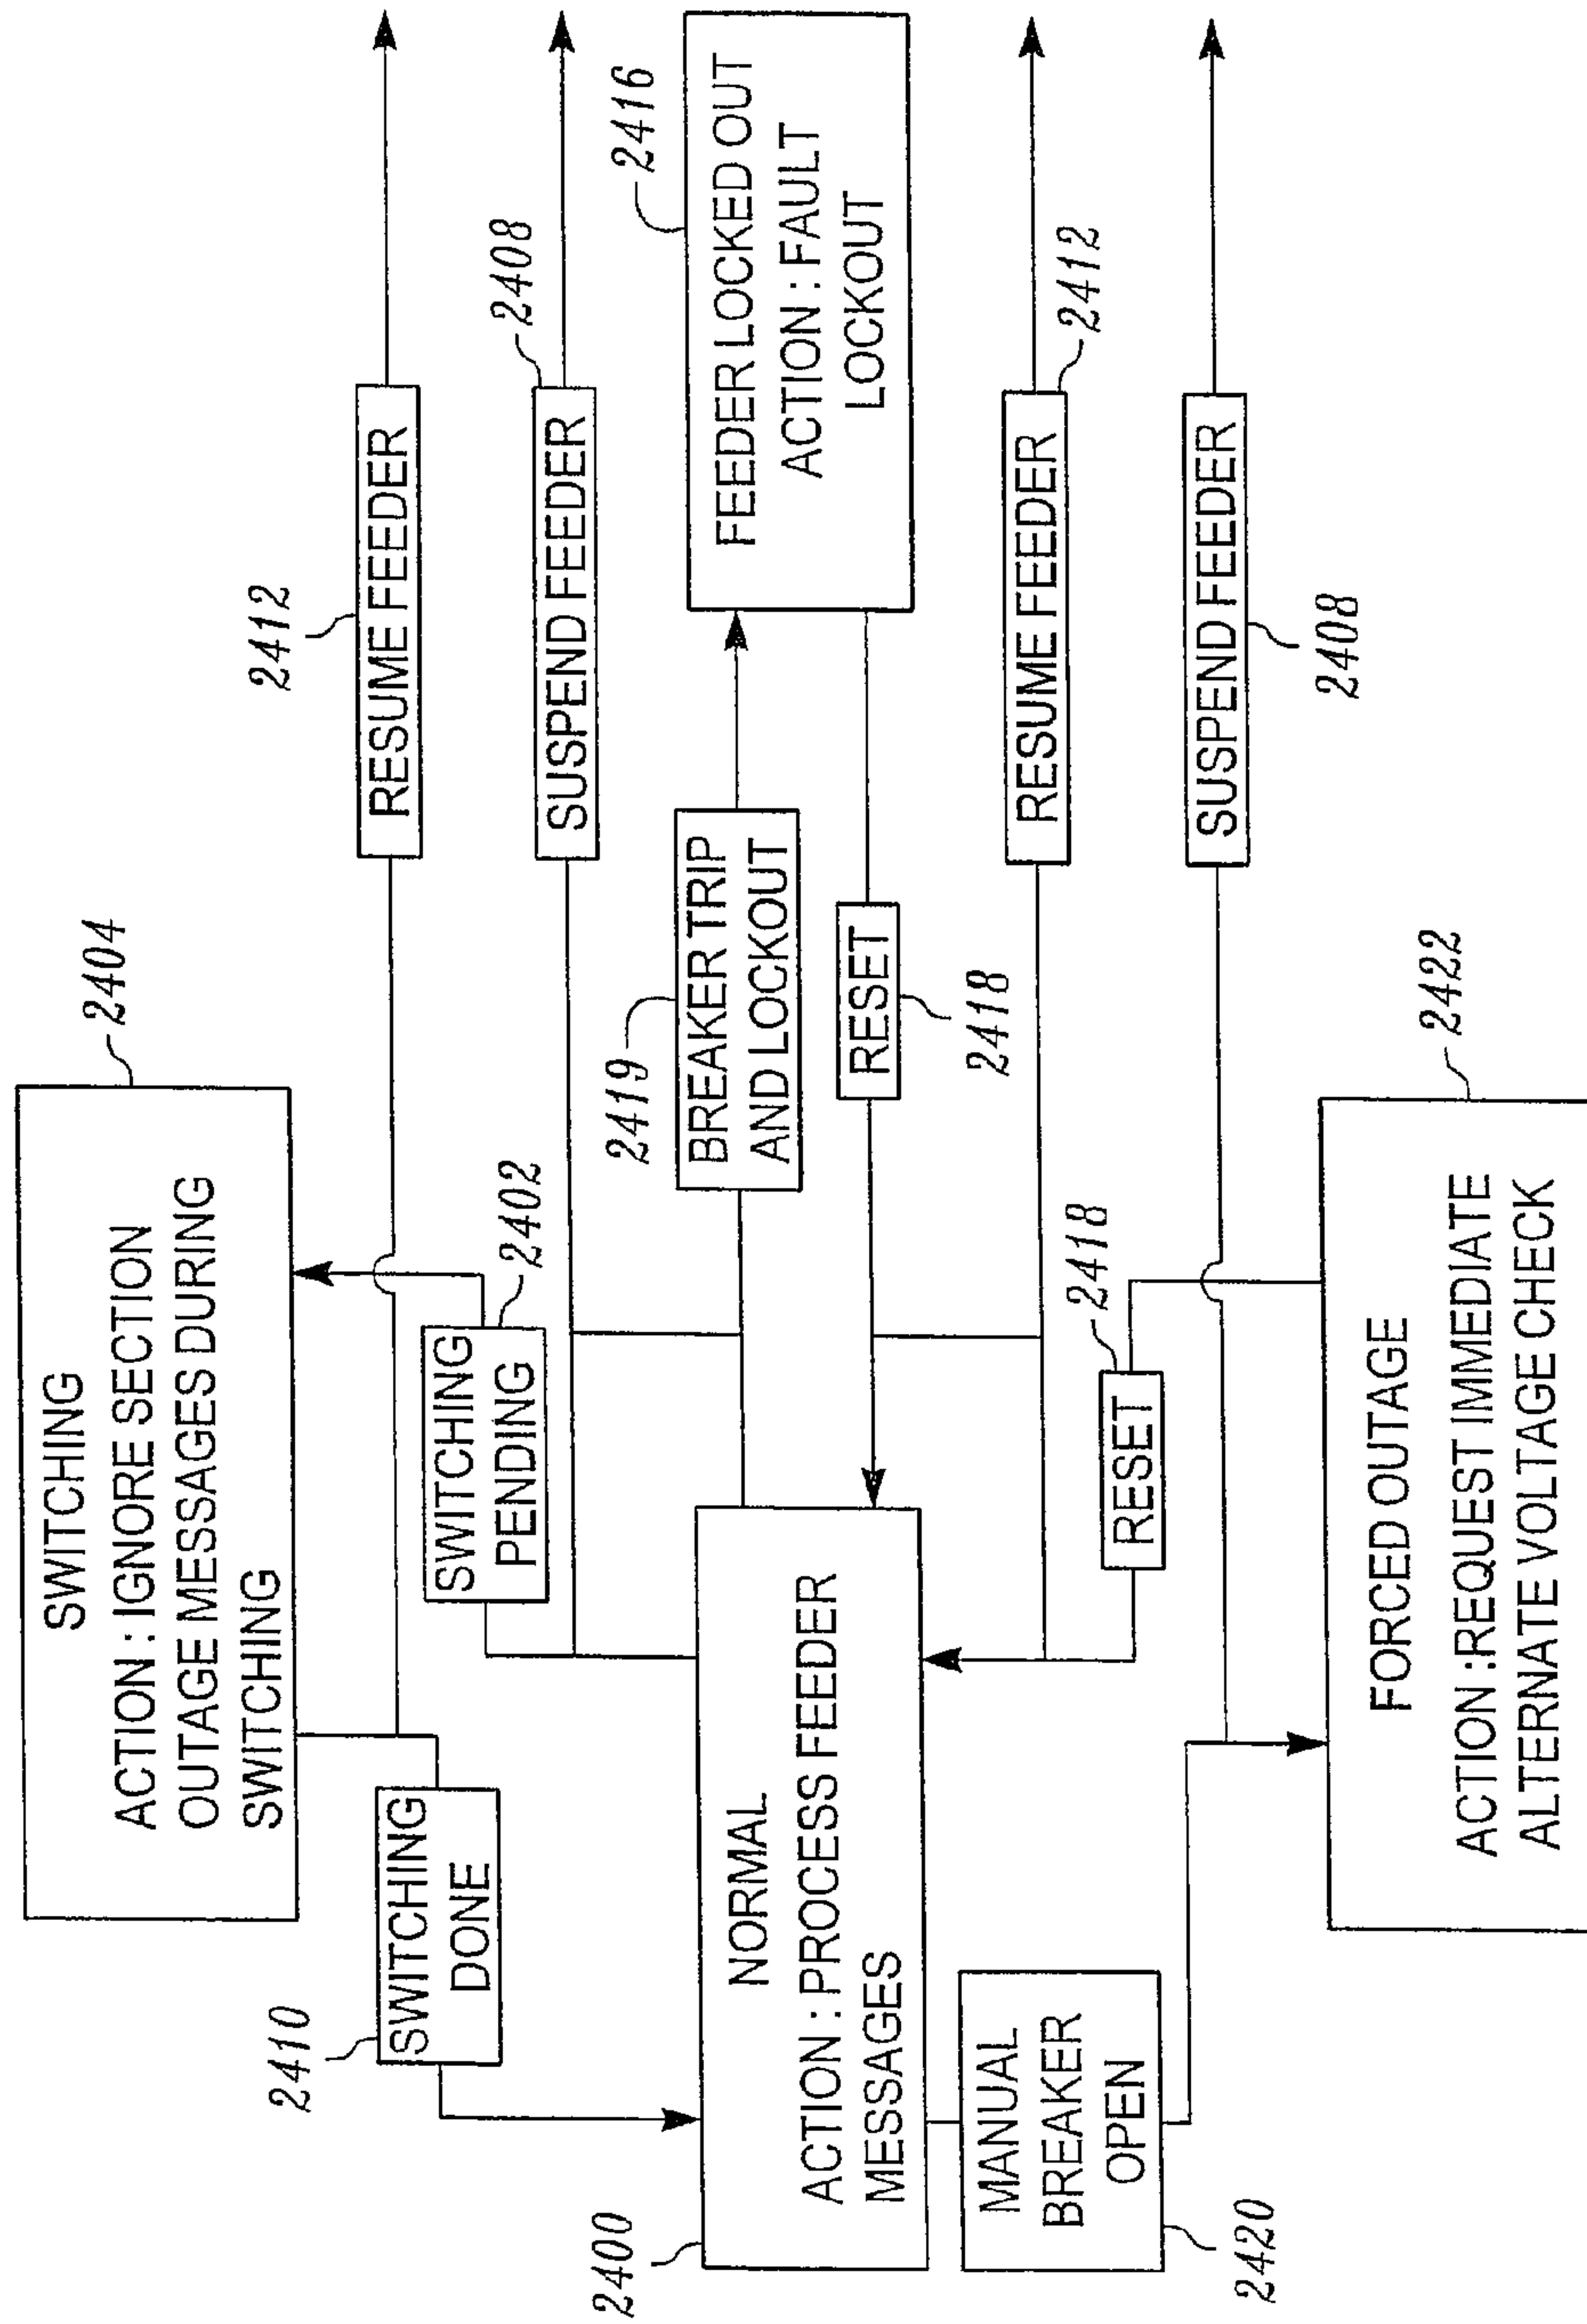 2404
SWITCHING
ACTION : IGNORE SECTION
OUTAGE MESSAGES DURING
SWITCHING
2410
SWITCHING
DONE
2402
SWITCHING
PENDING
2412
RESUME FEEDER
2408
SUSPEND FEEDER
2400
NORMAL
ACTION : PROCESS FEEDER
MESSAGES
2419
BREAKER TRIP
AND LOCKOUT
2416
FEEDER LOCKED OUT
ACTION : FAULT
LOCKOUT
RESET
2418
RESUME FEEDER
2412
MANUAL
BREAKER
OPEN
2420
2418
RESET
SUSPEND FEEDER
2408
2422
FORCED OUTAGE
ACTION :REQUEST IMMEDIATE
ALTERNATE VOLTAGE CHECK